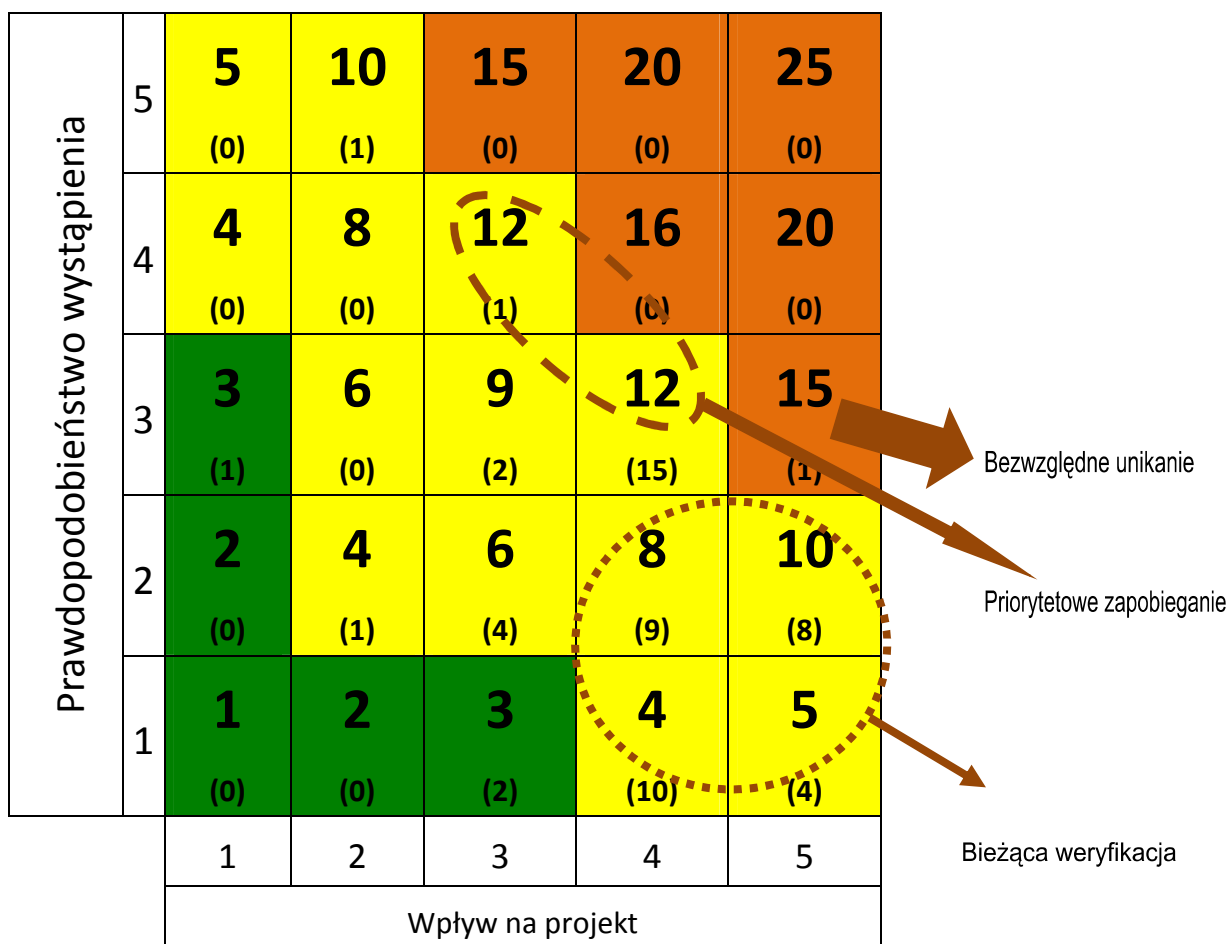 Prawdopodobieństwo wystąpienia
5
5 10 15 20 25
(0) (1) (0) (0) (0)
4
4 8 12 16 20
(0) (0) (1) (0) (0)
3
3 6 9 12 15
(1) (0) (2) (15) (1)
2
2 4 6 8 10
(0) (1) (4) (9) (8)
1
1 2 3 4 5
(0) (0) (2) (10) (4)
1 2 3 4 5
Wpływ na projekt
Bezwzględne unikanie
Priorytetowe zapobieganie
Bieżąca weryfikacja